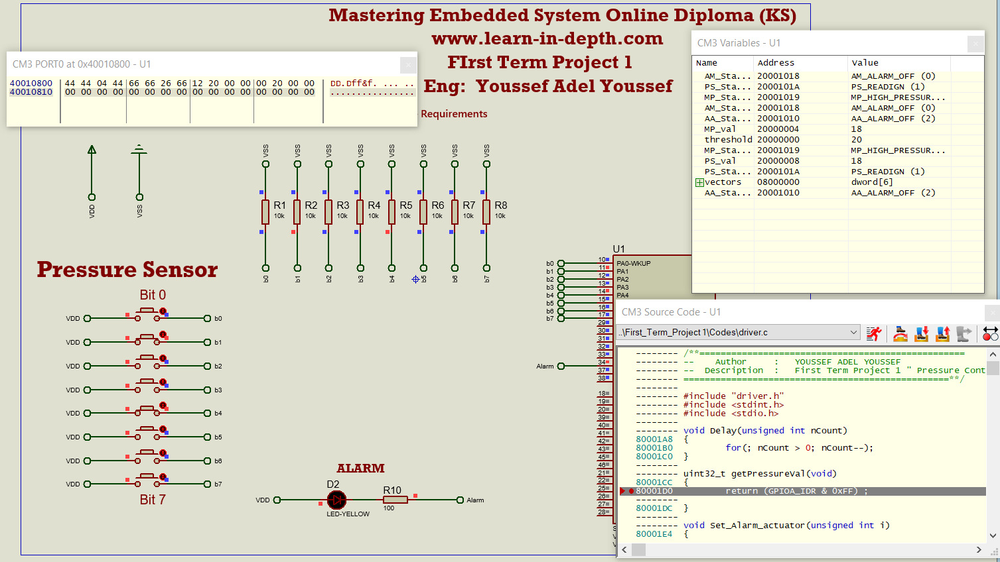 Mastering Embedded System Online Diploma (KS)
www.learn-in-depth.com
FIrst Term Project 1
Eng: Youssef Adel Youssef
Requirements
CM3 PORT0 at 0x40010800 - U1
40010800 44 44 04 44 66 66 26 66 12 20 00 00 00 20 00 00 DD.Dff&f. ... ..
40010810 00 00 00 00 00 00 00 00 00 00 00 00 00 00 00 00 ................
CM3 Variables - U1
Name Address Value
AM_Sta... 20001018 AM_ALARM_OFF (0)
PS_Sta... 2000101A PS_READIGN (1)
MP_Sta... 20001019 MP_HIGH_PRESSUR...
AM_Sta... 20001018 AM_ALARM_OFF (0)
AA_Sta... 20001010 AA_ALARM_OFF (2)
MP_val 20000004 18
threshold 20000000 20
MP_Sta... 20001019 MP_HIGH_PRESSUR...
PS_val 20000008 18
PS_Sta... 2000101A PS_READIGN (1)
vectors 08000000 dword[6]
AA_Sta... 20001010 AA_ALARM_OFF (2)
VDD VSS
VSS VSS VSS VSS VSS VSS VSS VSS
R1 R2 R3 R4 R5 R6 R7 R8
10k 10k 10k 10k 10k 10k 10k 10k
b0 b1 b2 b3 b4 b5 b6 b7
Pressure Sensor
Bit 0
VDD b0
VDD b1
VDD b2
VDD b3
VDD b4
VDD b5
VDD b6
VDD b7
Bit 7
ALARM
D2
VDD R10 Alarm
LED-YELLOW 100
U1
b0 10 PA0-WKUP
b1 11 PA1
b2 12 PA2
b3 13 PA3
b4 14 PA4
b5 15
b6 16
b7 17
29
30
31
32
33
Alarm 34
37
38
18
19
20
39
40
41
42
43
45
46
21
22
25
26
27
28
CM3 Source Code - U1
..\First_Term_Project 1\Codes\driver.c
-------- /**==================================================
-------- -- Author : YOUSSEF ADEL YOUSSEF
-------- -- Description : First Term Project 1 " Pressure Cont
-------- ==================================================**/
--------
-------- #include "driver.h"
-------- #include <stdint.h>
-------- #include <stdio.h>
--------
-------- void Delay(unsigned int nCount)
80001A8 {
80001B0 for(; nCount > 0; nCount--);
80001C0 }
--------
-------- uint32_t getPressureVal(void)
80001CC {
80001D0 return (GPIOA_IDR & 0xFF) ;
--------
80001DC }
--------
-------- void Set_Alarm_actuator(unsigned int i)
80001E4 {